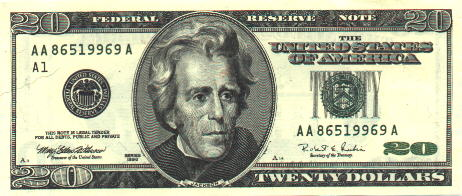 20
FEDERAL RESERVE NOTE
20
AA 86519969 A
A1
THE
UNITED STATES
OF AMERICA
THIS NOTE IS LEGAL TENDER
FOR ALL DEBTS, PUBLIC AND PRIVATE
Treasurer of the United States
SERIES
1996
AA 86519969 A
Robert E. Rubin
Secretary of the Treasury
20
20
JACKSON
TWENTY DOLLARS